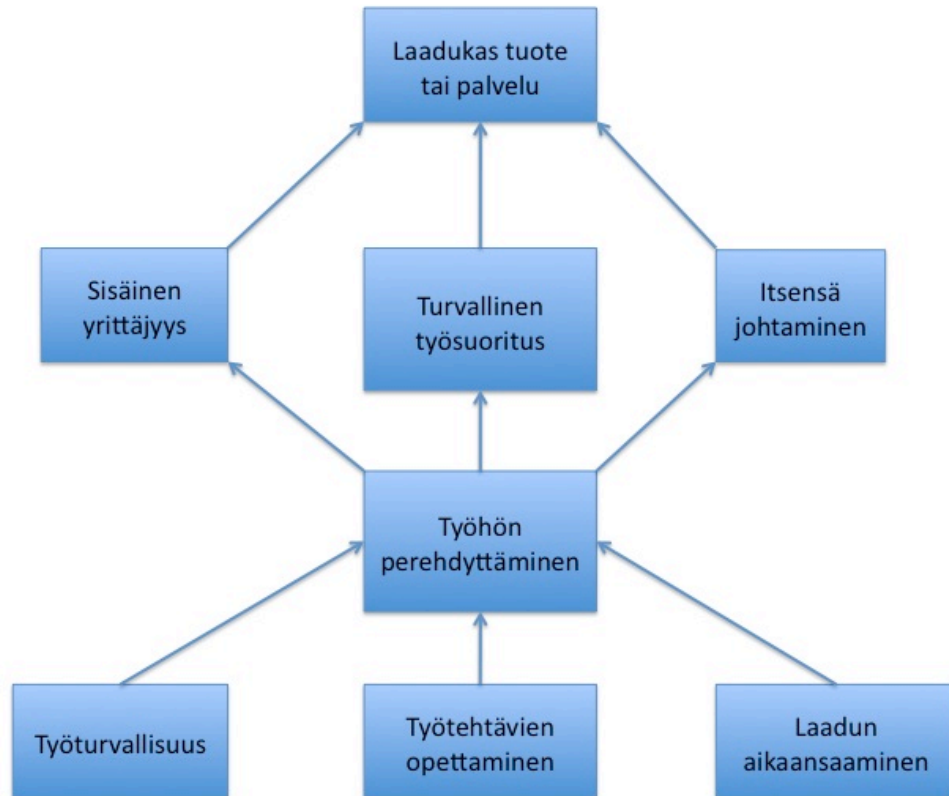 Laadukas tuote
tai palvelu
Sisäinen
yrittäjyys
Turvallinen
työsuoritus
Itsensä
johtaminen
Työhön
perehdyttäminen
Työturvallisuus
Työtehtävien
opettaminen
Laadun
aikaansaaminen